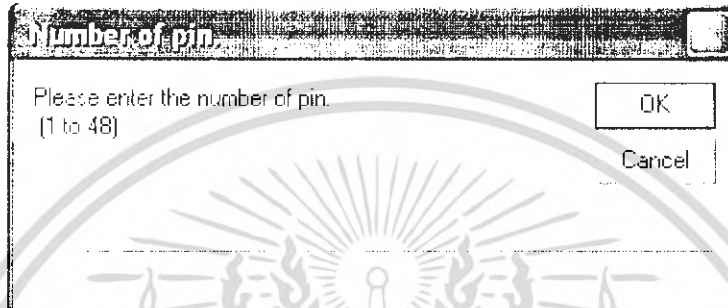 Number of pin.
Please enter the number of pin.
(1 to 48)
OK
Cancel